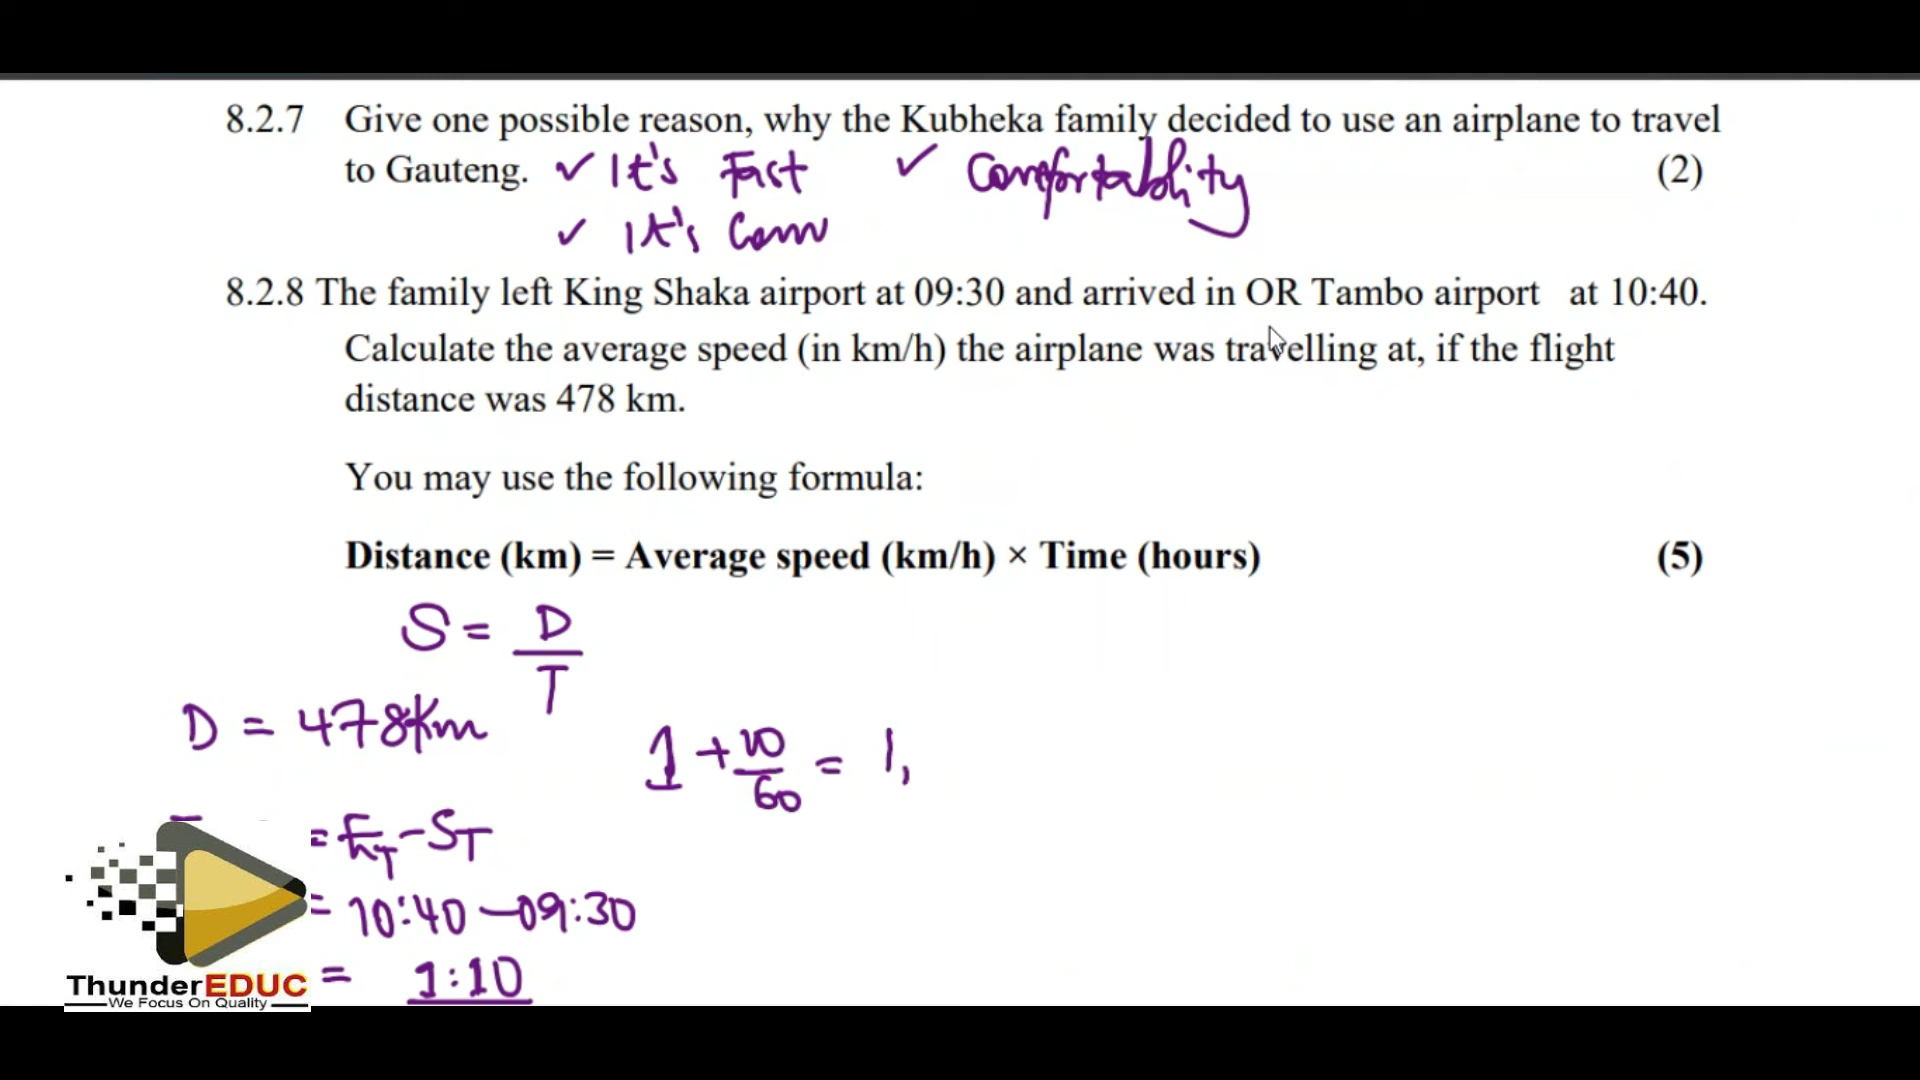 8.2.7 Give one possible reason, why the Kubheka family decided to use an airplane to travel
to Gauteng. ✓ It's Fast ✓ Comfortability (2)
✓ It's Conv
8.2.8 The family left King Shaka airport at 09:30 and arrived in OR Tambo airport at 10:40.
Calculate the average speed (in km/h) the airplane was travelling at, if the flight
distance was 478 km.
You may use the following formula:
Distance (km) = Average speed (km/h) × Time (hours) (5)
S = D
T
D = 478km
1 + 10 = 1,
60
= ET - ST
= 10:40 - 09:30
= 1:10
ThunderEDUC
We Focus On Quality